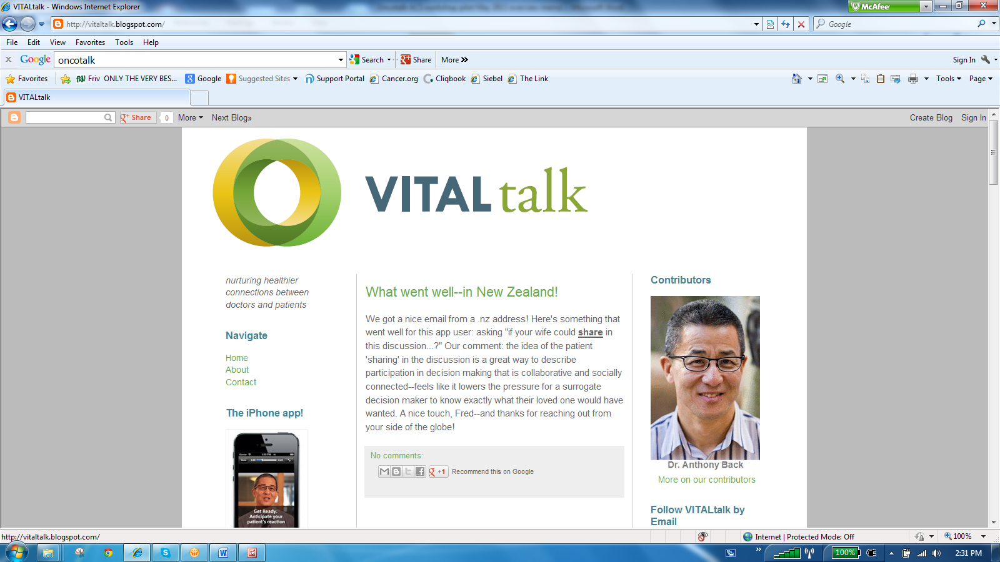 VITALtalk - Windows Internet Explorer
McAfee
http://vitaltalk.blogspot.com/
Google
File Edit View Favorites Tools Help
x Google oncotalk Search Share More »
Sign In
Favorites Friv ONLY THE VERY BES... Google Suggested Sites Support Portal Cancer.org Cliqbook Siebel The Link
Tools Page
VITALtalk
g+ Share 0 More Next Blog»
Create Blog Sign In
VITAL talk
nurturing healthier
connections between
doctors and patients
Navigate
Home
About
Contact
The iPhone app!
Get Ready:
Anticipate your
patient's reaction
What went well--in New Zealand!
We got a nice email from a .nz address! Here's something that
went well for this app user: asking "if your wife could share in
this discussion...?" Our comment: the idea of the patient
'sharing' in the discussion is a great way to describe
participation in decision making that is collaborative and socially
connected--feels like it lowers the pressure for a surrogate
decision maker to know exactly what their loved one would have
wanted. A nice touch, Fred--and thanks for reaching out from
your side of the globe!
No comments:
g +1 Recommend this on Google
Contributors
Dr. Anthony Back
More on our contributors
Follow VITALtalk by
Email
http://vitaltalk.blogspot.com/
Internet | Protected Mode: Off
100%
100%
2:31 PM